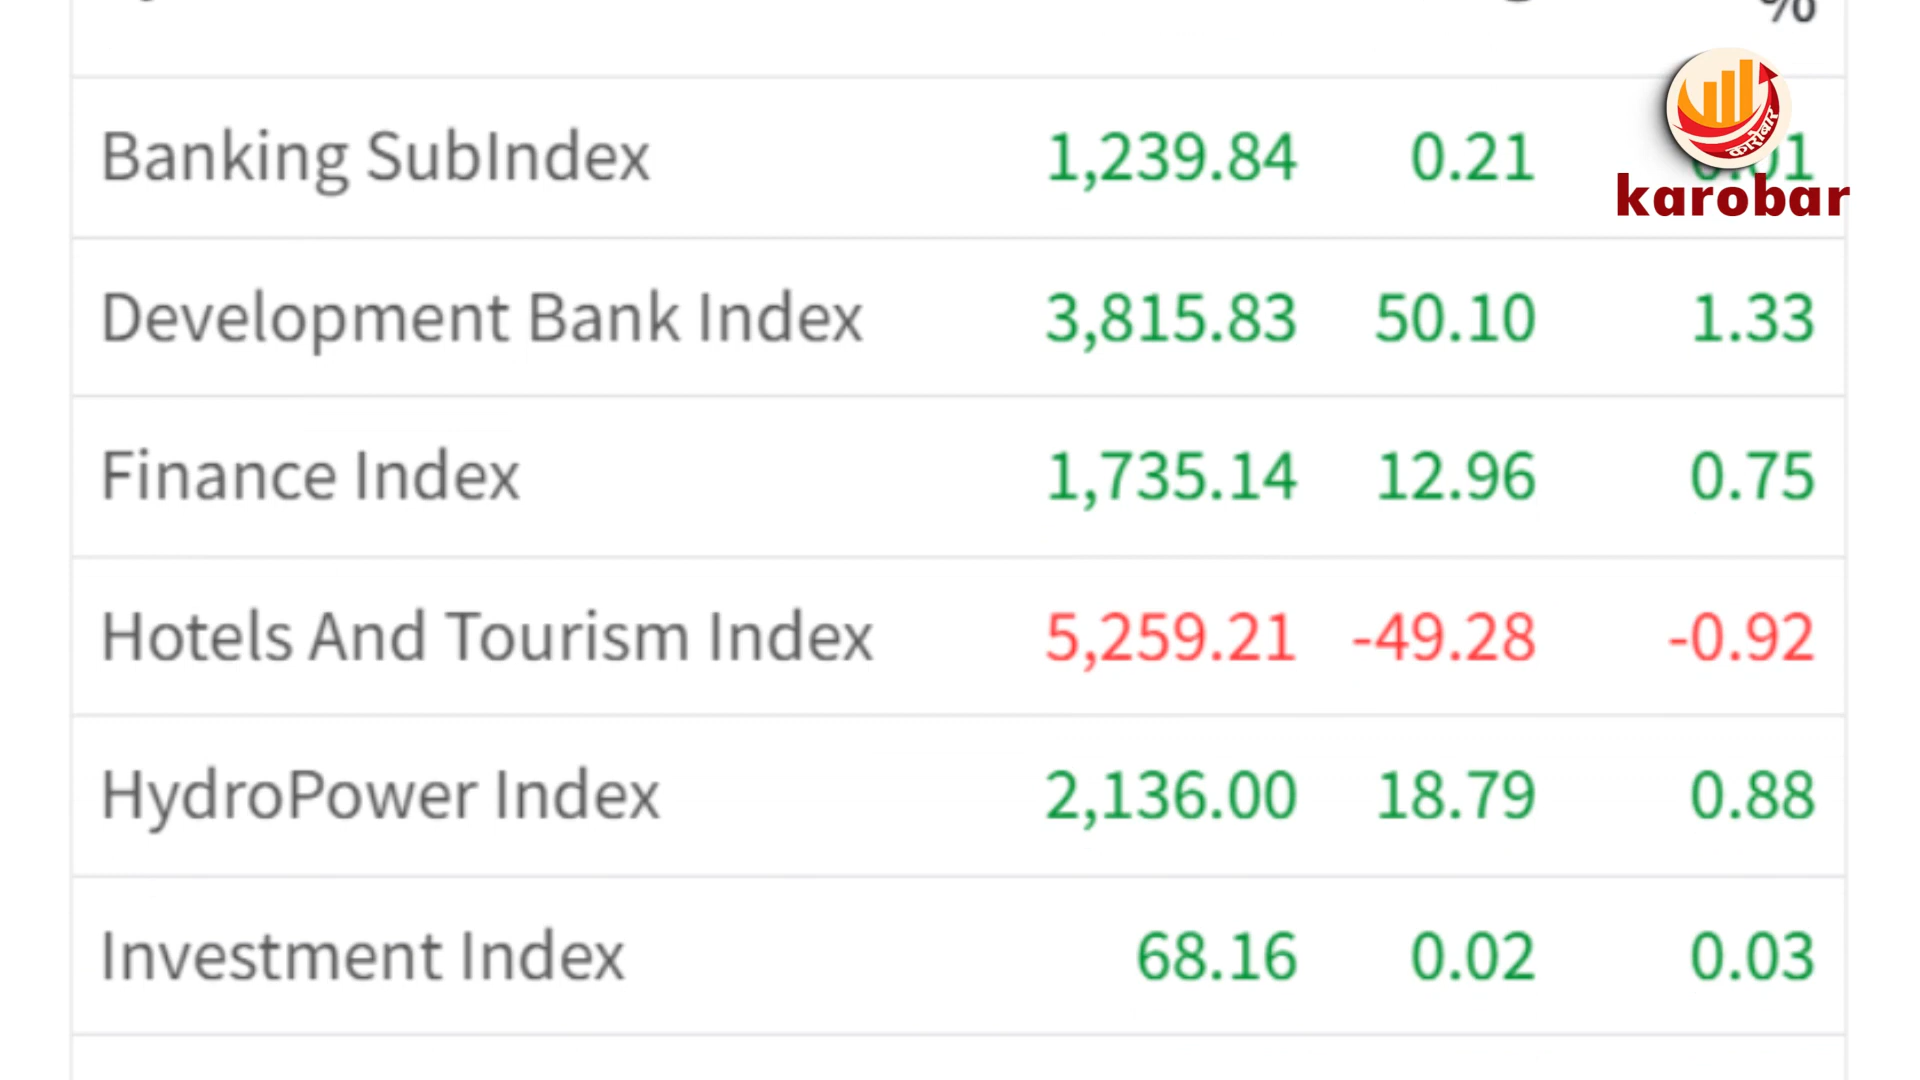 %
Banking SubIndex 1,239.84 0.21
करोबार
karobar
Development Bank Index 3,815.83 50.10 1.33
Finance Index 1,735.14 12.96 0.75
Hotels And Tourism Index 5,259.21 -49.28 -0.92
HydroPower Index 2,136.00 18.79 0.88
Investment Index 68.16 0.02 0.03